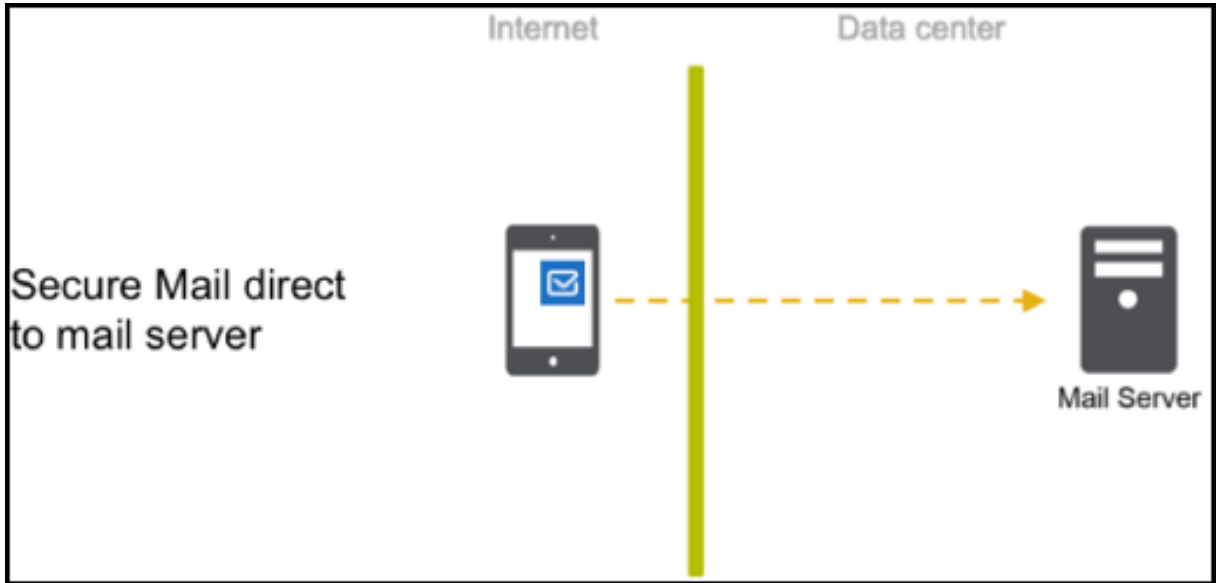 Internet
Data center
Secure Mail direct
to mail server
Mail Server